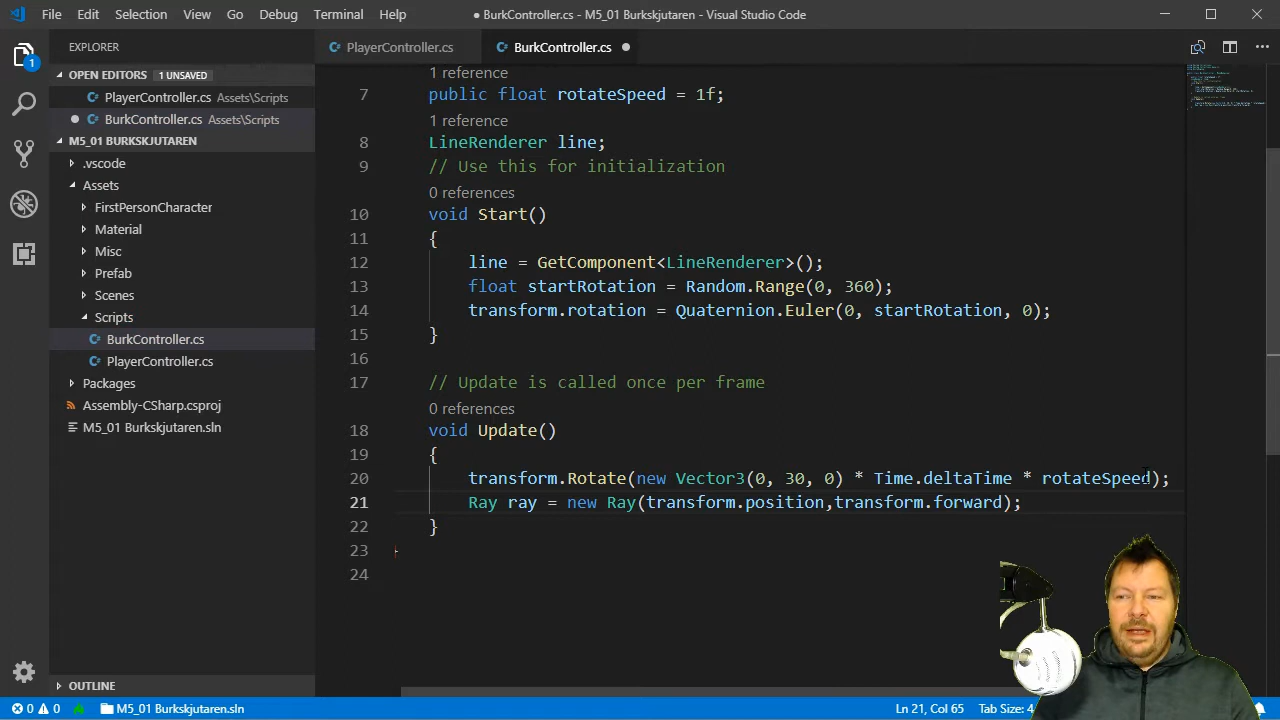 File Edit Selection View Go Debug Terminal Help
● BurkController.cs - M5_01 Burkskjutaren - Visual Studio Code
EXPLORER
PlayerController.cs
BurkController.cs
OPEN EDITORS 1 UNSAVED
PlayerController.cs Assets\Scripts
BurkController.cs Assets\Scripts
M5_01 BURKSKJUTAREN
.vscode
Assets
FirstPersonCharacter
Material
Misc
Prefab
Scenes
Scripts
BurkController.cs
PlayerController.cs
Packages
Assembly-CSharp.csproj
M5_01 Burkskjutaren.sln
OUTLINE
1
1 reference
7 public float rotateSpeed = 1f;
1 reference
8 LineRenderer line;
9 // Use this for initialization
0 references
10 void Start()
11 {
12 line = GetComponent<LineRenderer>();
13 float startRotation = Random.Range(0, 360);
14 transform.rotation = Quaternion.Euler(0, startRotation, 0);
15 }
16
17 // Update is called once per frame
0 references
18 void Update()
19 {
20 transform.Rotate(new Vector3(0, 30, 0) * Time.deltaTime * rotateSpeed);
21 Ray ray = new Ray(transform.position,transform.forward);
22 }
23 }
24
0 0 M5_01 Burkskjutaren.sln Ln 21, Col 65 Tab Size: 4